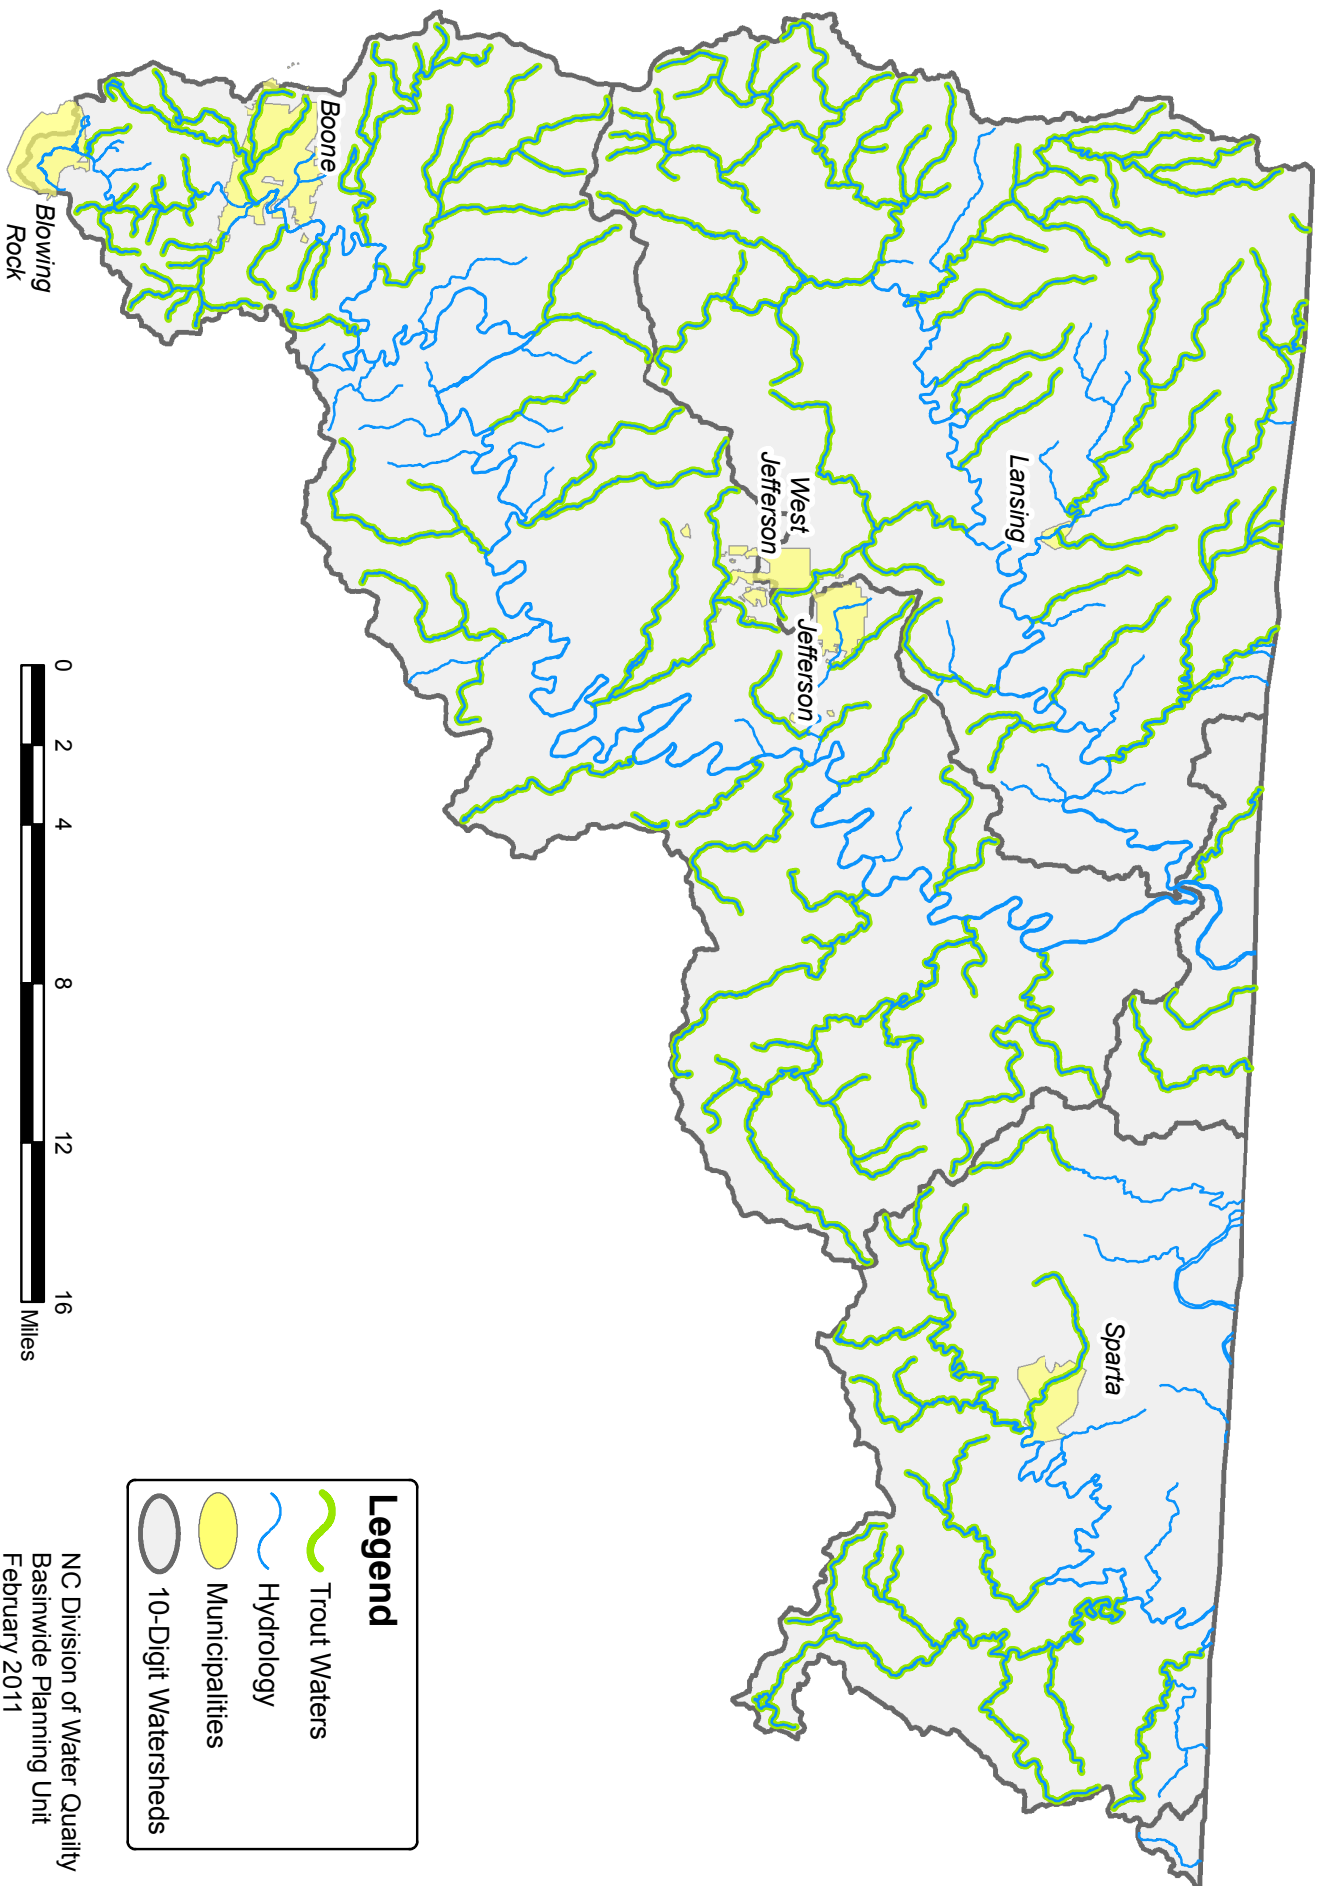 Lansing
Sparta
West
Jefferson
Jefferson
Boone
Blowing
Rock
Legend
Trout Waters
Hydrology
Municipalities
10-Digit Watersheds
0 2 4 8 12 16
Miles
NC Division of Water Quailty
Basinwide Planning Unit
February 2011